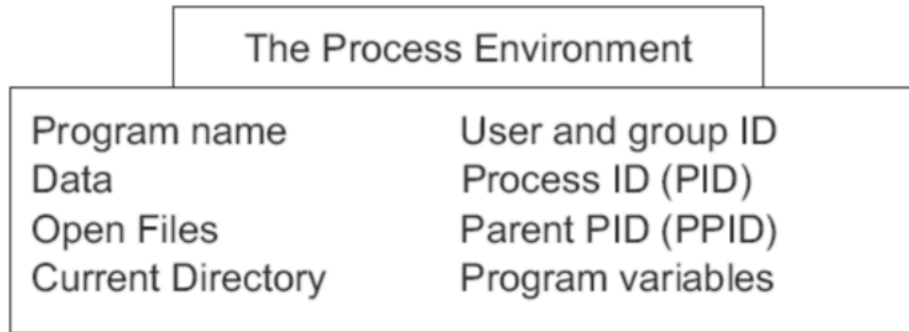 The Process Environment
Program name User and group ID
Data Process ID (PID)
Open Files Parent PID (PPID)
Current Directory Program variables